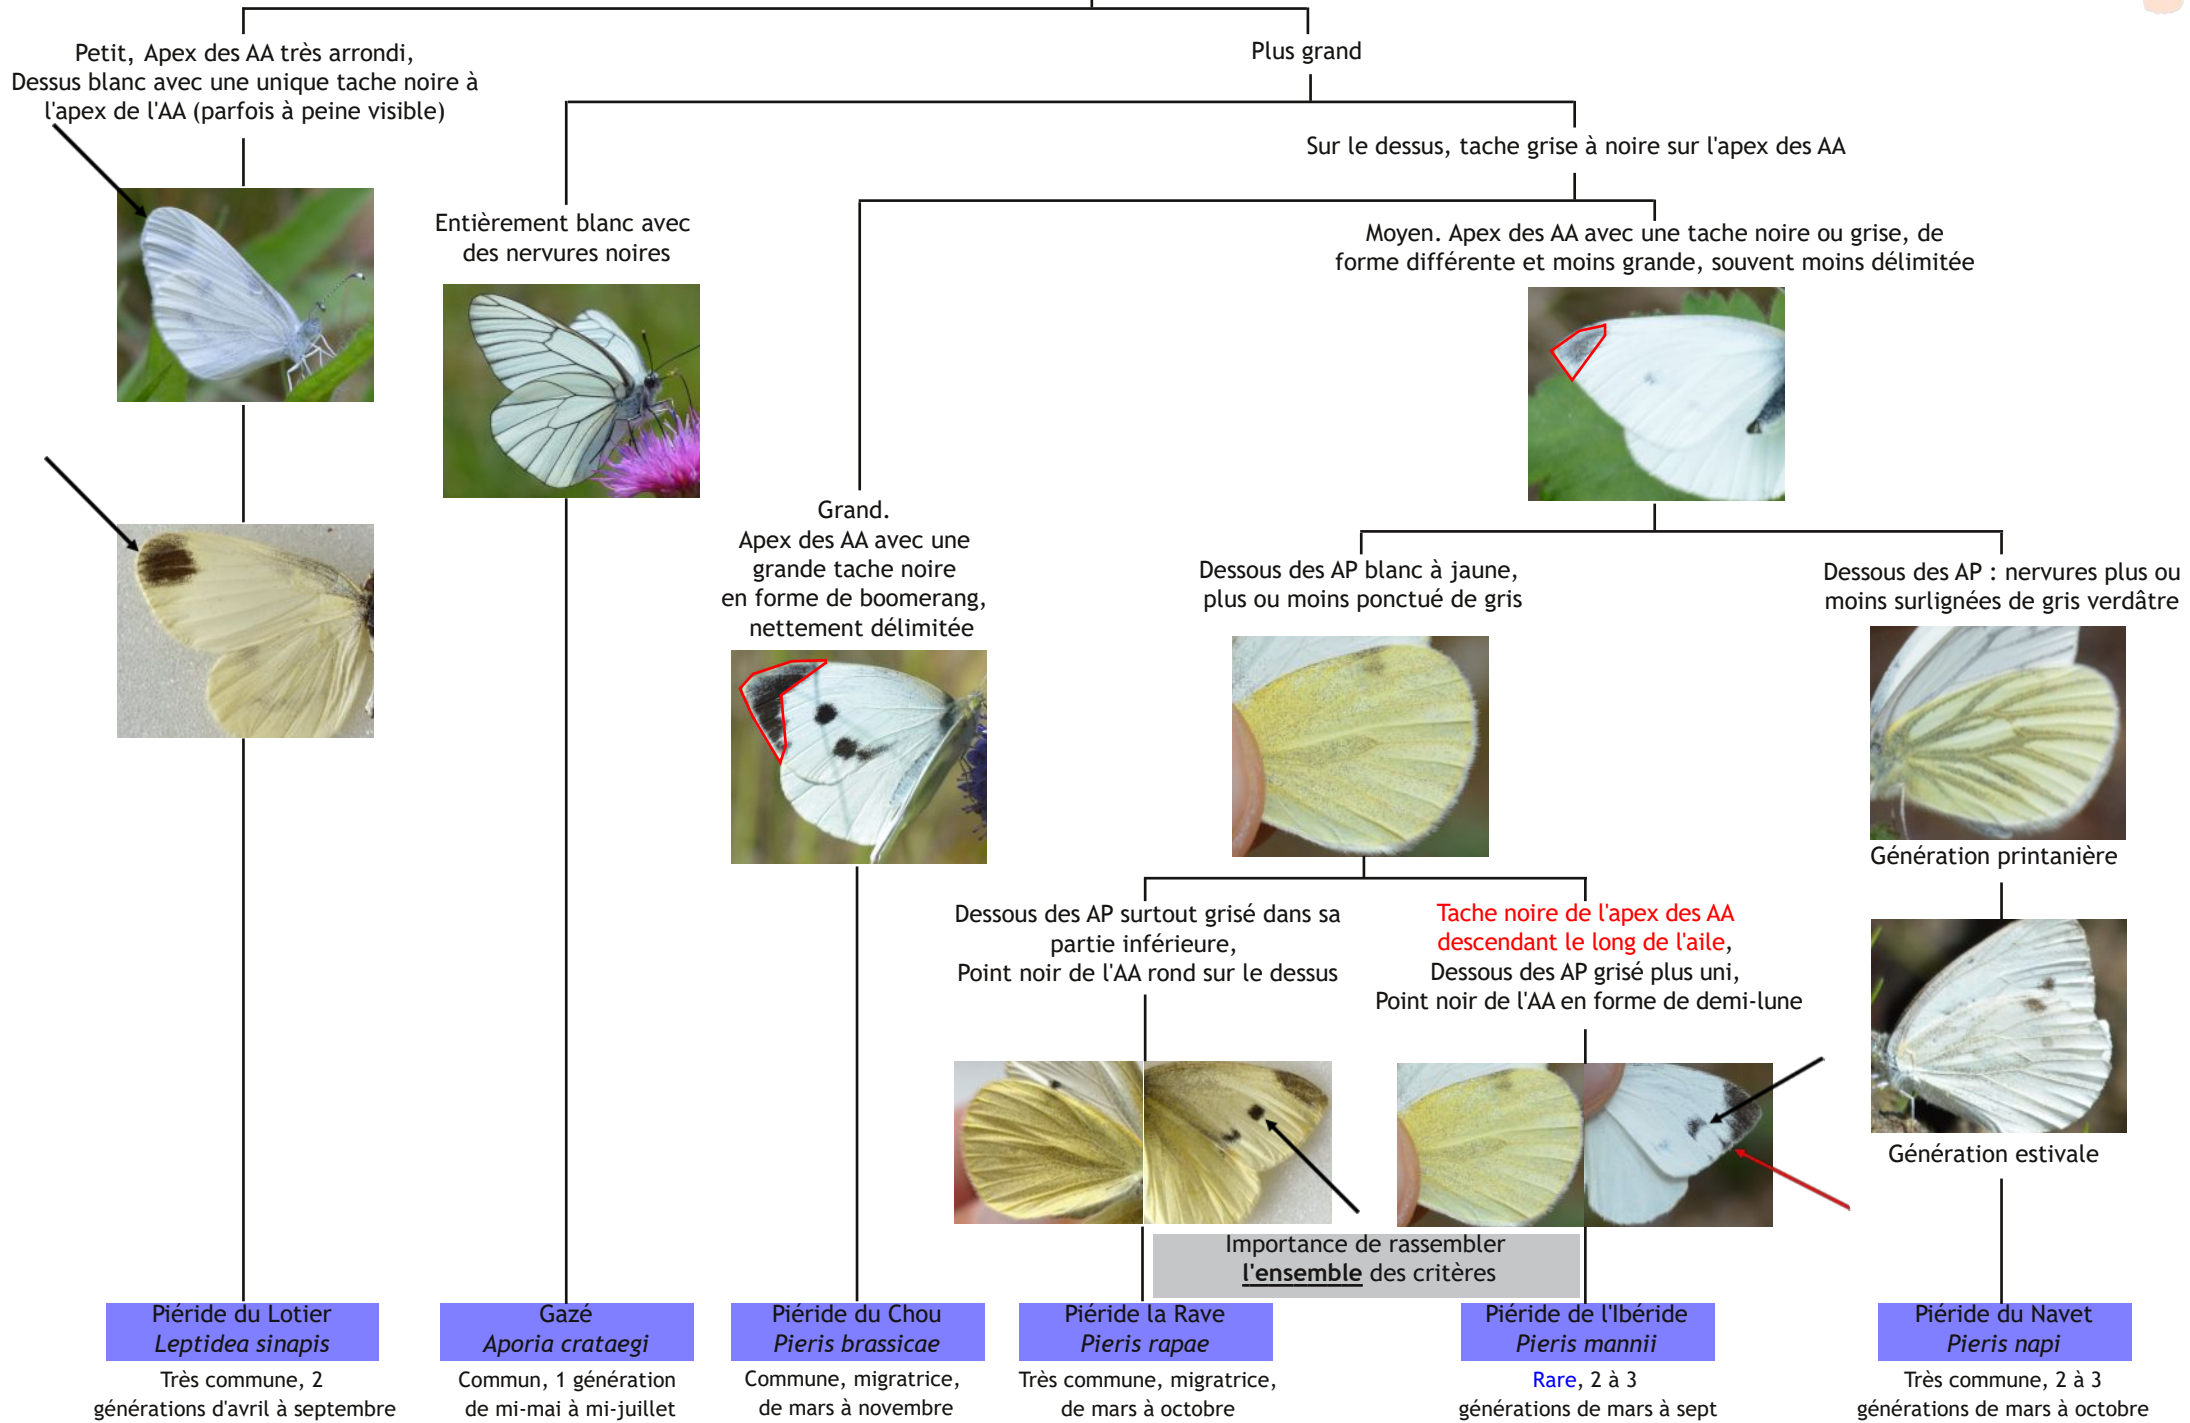 Petit, Apex des AA très arrondi,
Dessus blanc avec une unique tache noire à
l'apex de l'AA (parfois à peine visible)
Plus grand
Sur le dessus, tache grise à noire sur l'apex des AA
Entièrement blanc avec
des nervures noires
Moyen. Apex des AA avec une tache noire ou grise, de
forme différente et moins grande, souvent moins délimitée
Grand.
Apex des AA avec une
grande tache noire
en forme de boomerang,
nettement délimitée
Dessous des AP blanc à jaune,
plus ou moins ponctué de gris
Dessous des AP : nervures plus ou
moins surlignées de gris verdâtre
Génération printanière
Dessous des AP surtout grisé dans sa
partie inférieure,
Point noir de l'AA rond sur le dessus
Tache noire de l'apex des AA
descendant le long de l'aile,
Dessous des AP grisé plus uni,
Point noir de l'AA en forme de demi-lune
Génération estivale
Importance de rassembler
l'ensemble des critères
Piéride du Lotier
Leptidea sinapis
Très commune, 2
générations d'avril à septembre
Gazé
Aporia crataegi
Commun, 1 génération
de mi-mai à mi-juillet
Piéride du Chou
Pieris brassicae
Commune, migratrice,
de mars à novembre
Piéride la Rave
Pieris rapae
Très commune, migratrice,
de mars à octobre
Piéride de l'Ibéride
Pieris mannii
Rare, 2 à 3
générations de mars à sept
Piéride du Navet
Pieris napi
Très commune, 2 à 3
générations de mars à octobre